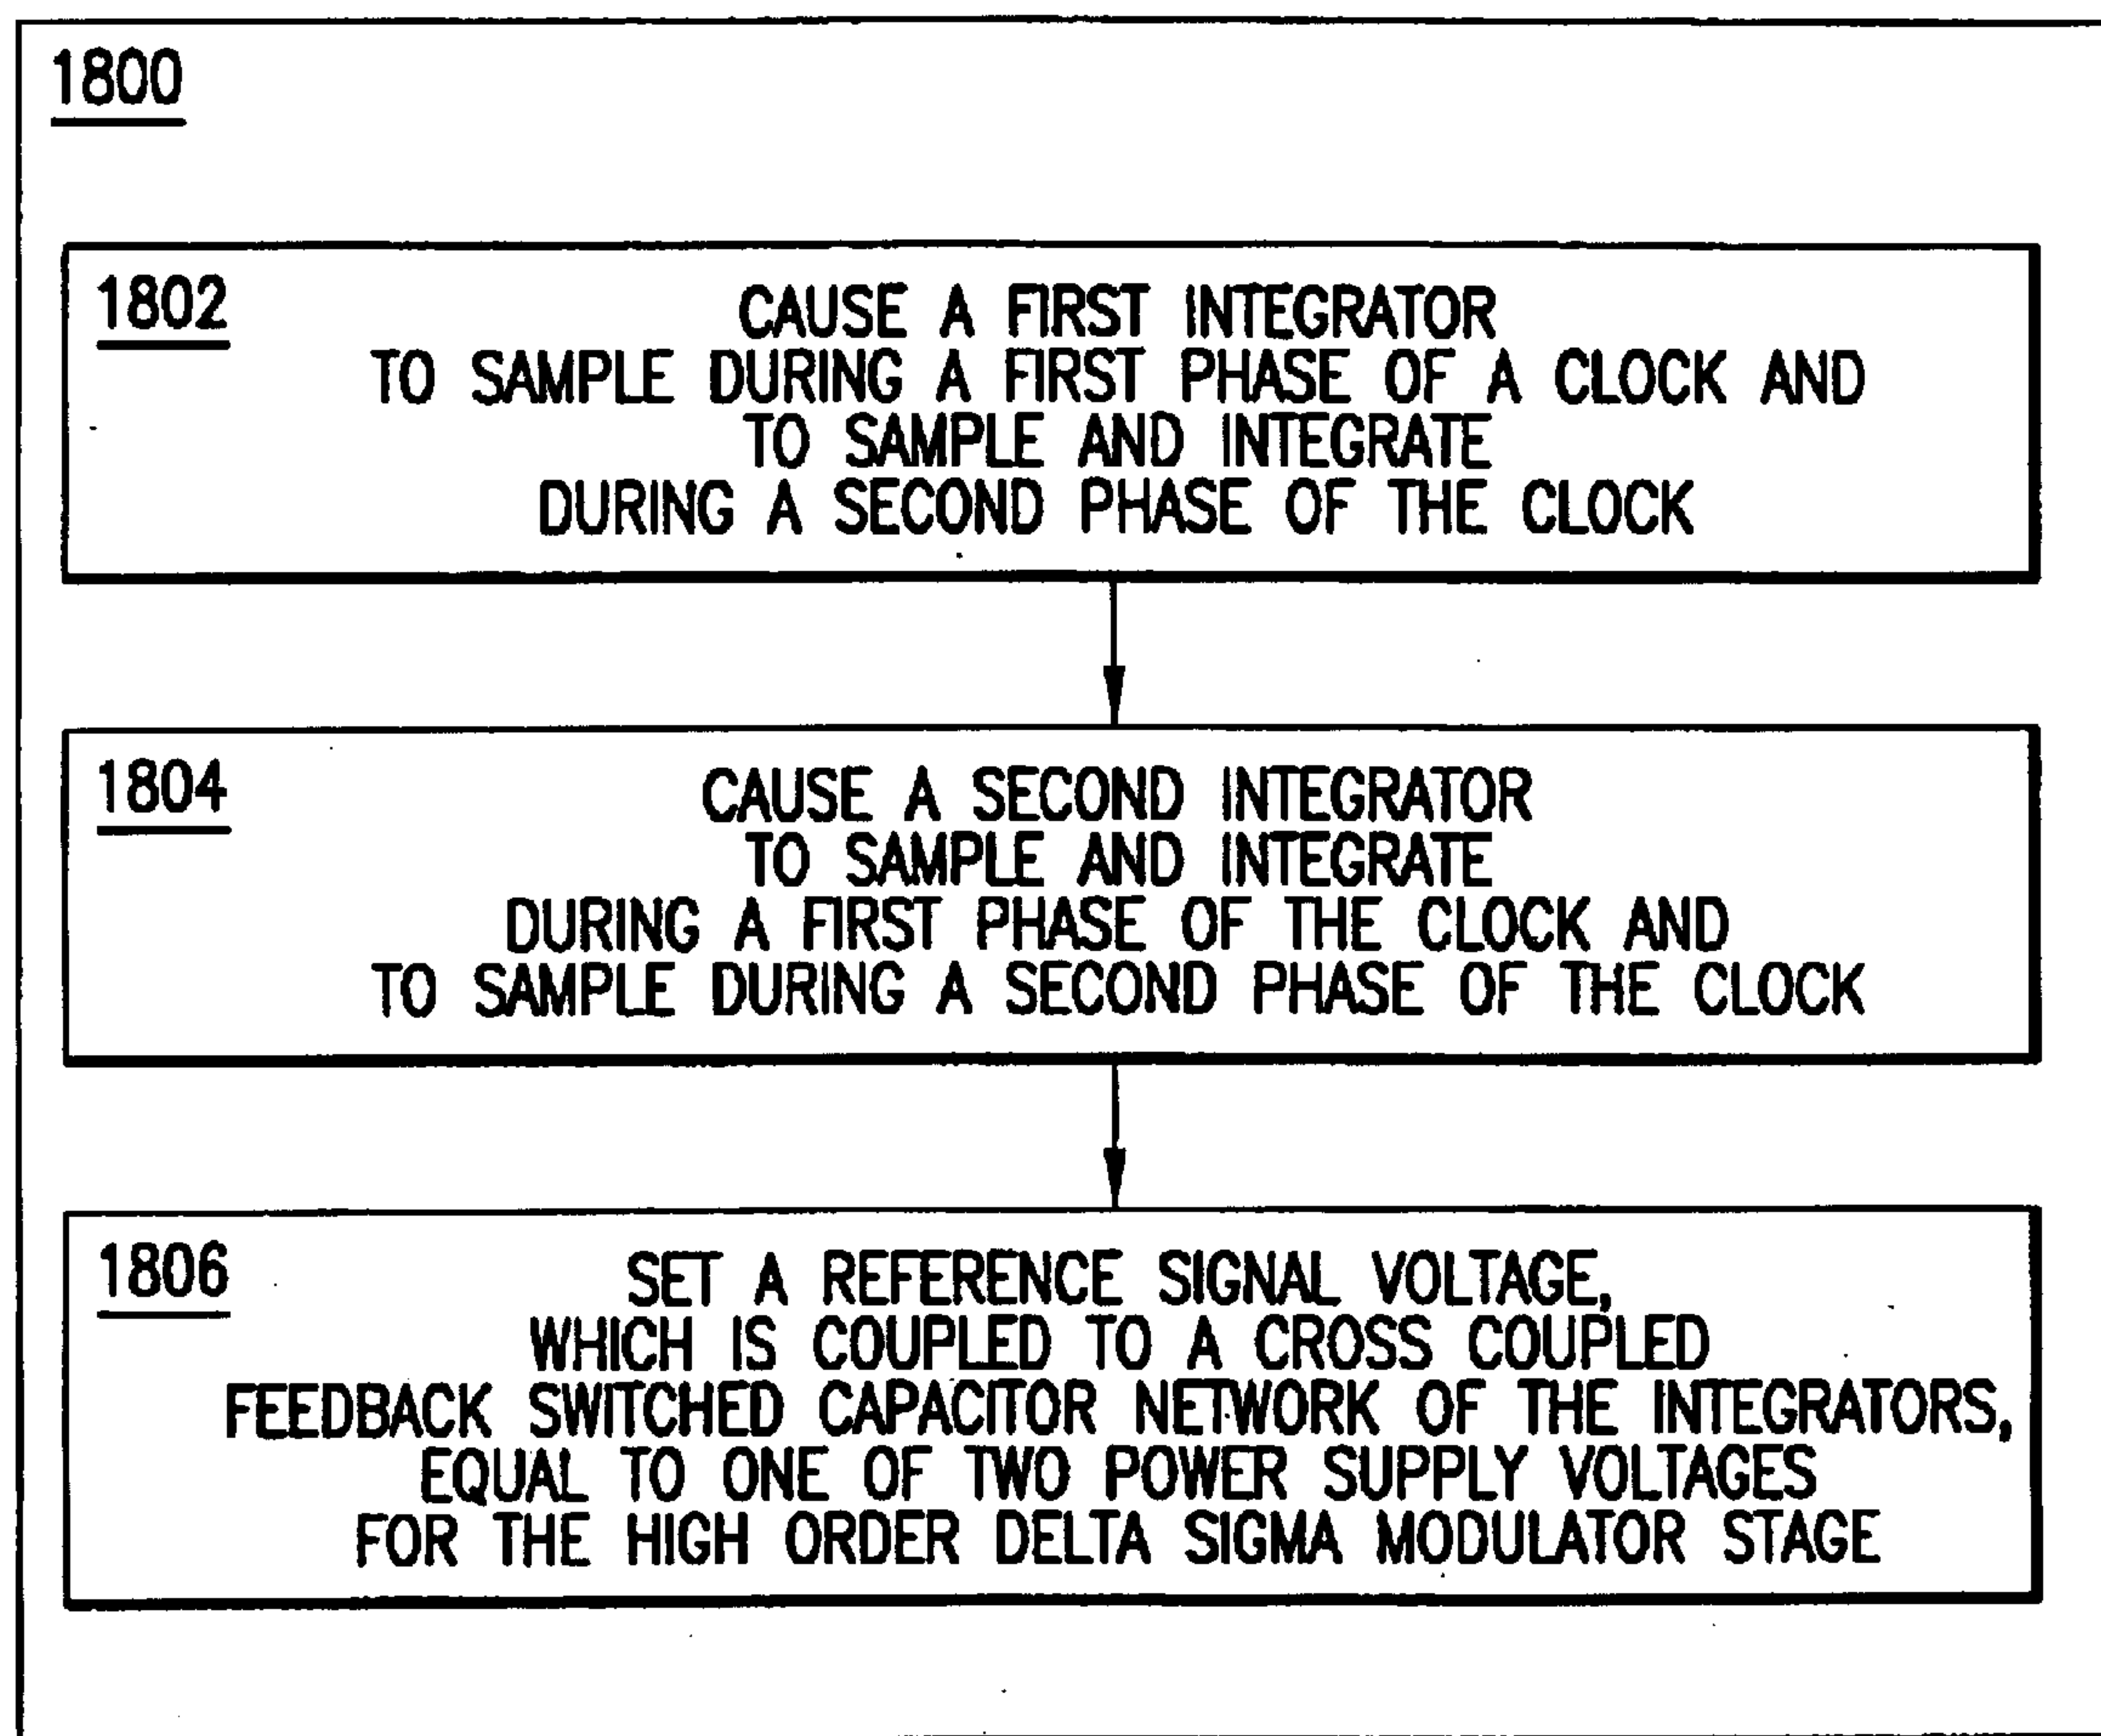 1800
1802
CAUSE A FIRST INTEGRATOR
TO SAMPLE DURING A FIRST PHASE OF A CLOCK AND
TO SAMPLE AND INTEGRATE
DURING A SECOND PHASE OF THE CLOCK
1804
CAUSE A SECOND INTEGRATOR
TO SAMPLE AND INTEGRATE
DURING A FIRST PHASE OF THE CLOCK AND
TO SAMPLE DURING A SECOND PHASE OF THE CLOCK
1806
SET A REFERENCE SIGNAL VOLTAGE,
WHICH IS COUPLED TO A CROSS COUPLED
FEEDBACK SWITCHED CAPACITOR NETWORK OF THE INTEGRATORS,
EQUAL TO ONE OF TWO POWER SUPPLY VOLTAGES
FOR THE HIGH ORDER DELTA SIGMA MODULATOR STAGE